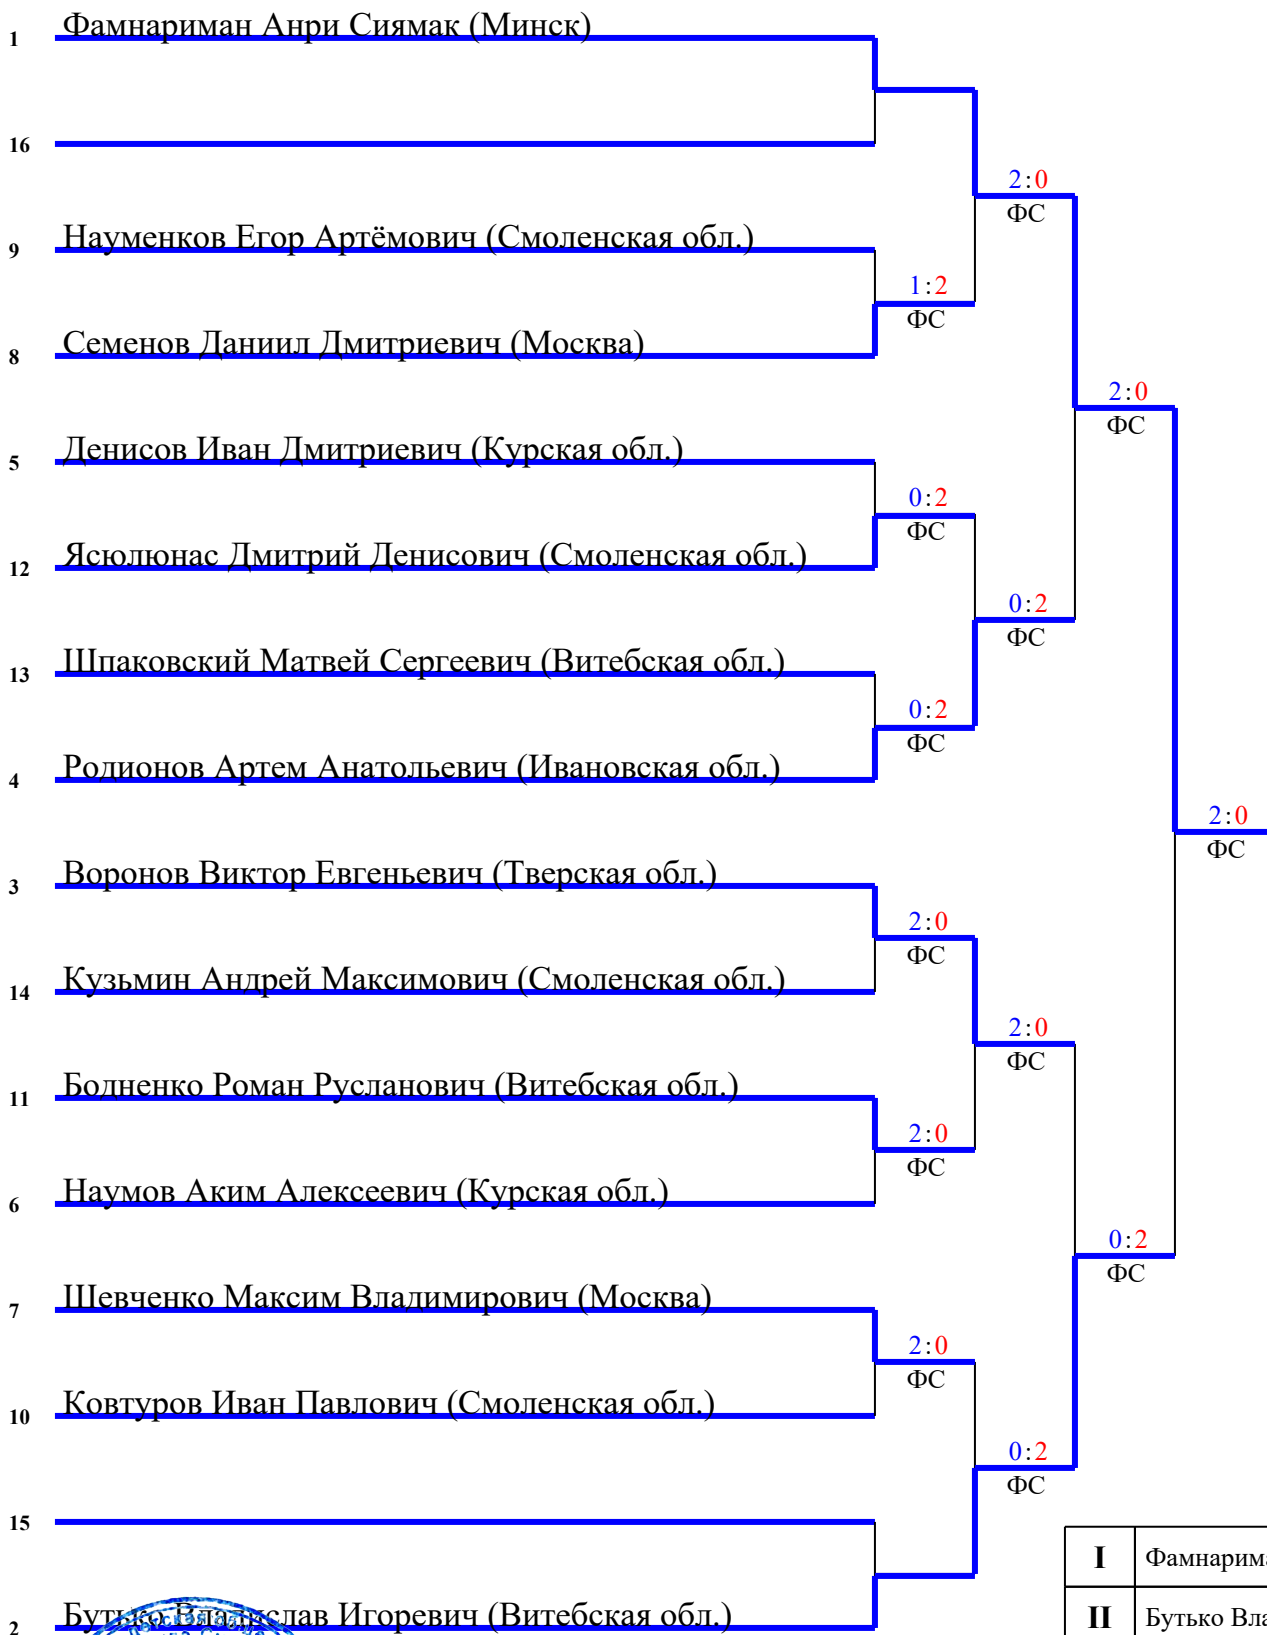 1 Фамнариман Анри Сиямак (Минск)
16
2:0
ФС
9 Науменков Егор Артёмович (Смоленская обл.)
1:2
ФС
8 Семенов Даниил Дмитриевич (Москва)
2:0
ФС
5 Денисов Иван Дмитриевич (Курская обл.)
0:2
ФС
12 Ясюлюнас Дмитрий Денисович (Смоленская обл.)
0:2
ФС
13 Шпаковский Матвей Сергеевич (Витебская обл.)
0:2
ФС
4 Родионов Артем Анатольевич (Ивановская обл.)
2:0
ФС
3 Воронов Виктор Евгеньевич (Тверская обл.)
2:0
ФС
14 Кузьмин Андрей Максимович (Смоленская обл.)
2:0
ФС
11 Бодненко Роман Русланович (Витебская обл.)
2:0
ФС
6 Наумов Аким Алексеевич (Курская обл.)
0:2
ФС
7 Шевченко Максим Владимирович (Москва)
2:0
ФС
10 Ковтуров Иван Павлович (Смоленская обл.)
0:2
ФС
15
I Фамнарима
2 Бутько Владислав Игоревич (Витебская обл.)
II Бутько Вла